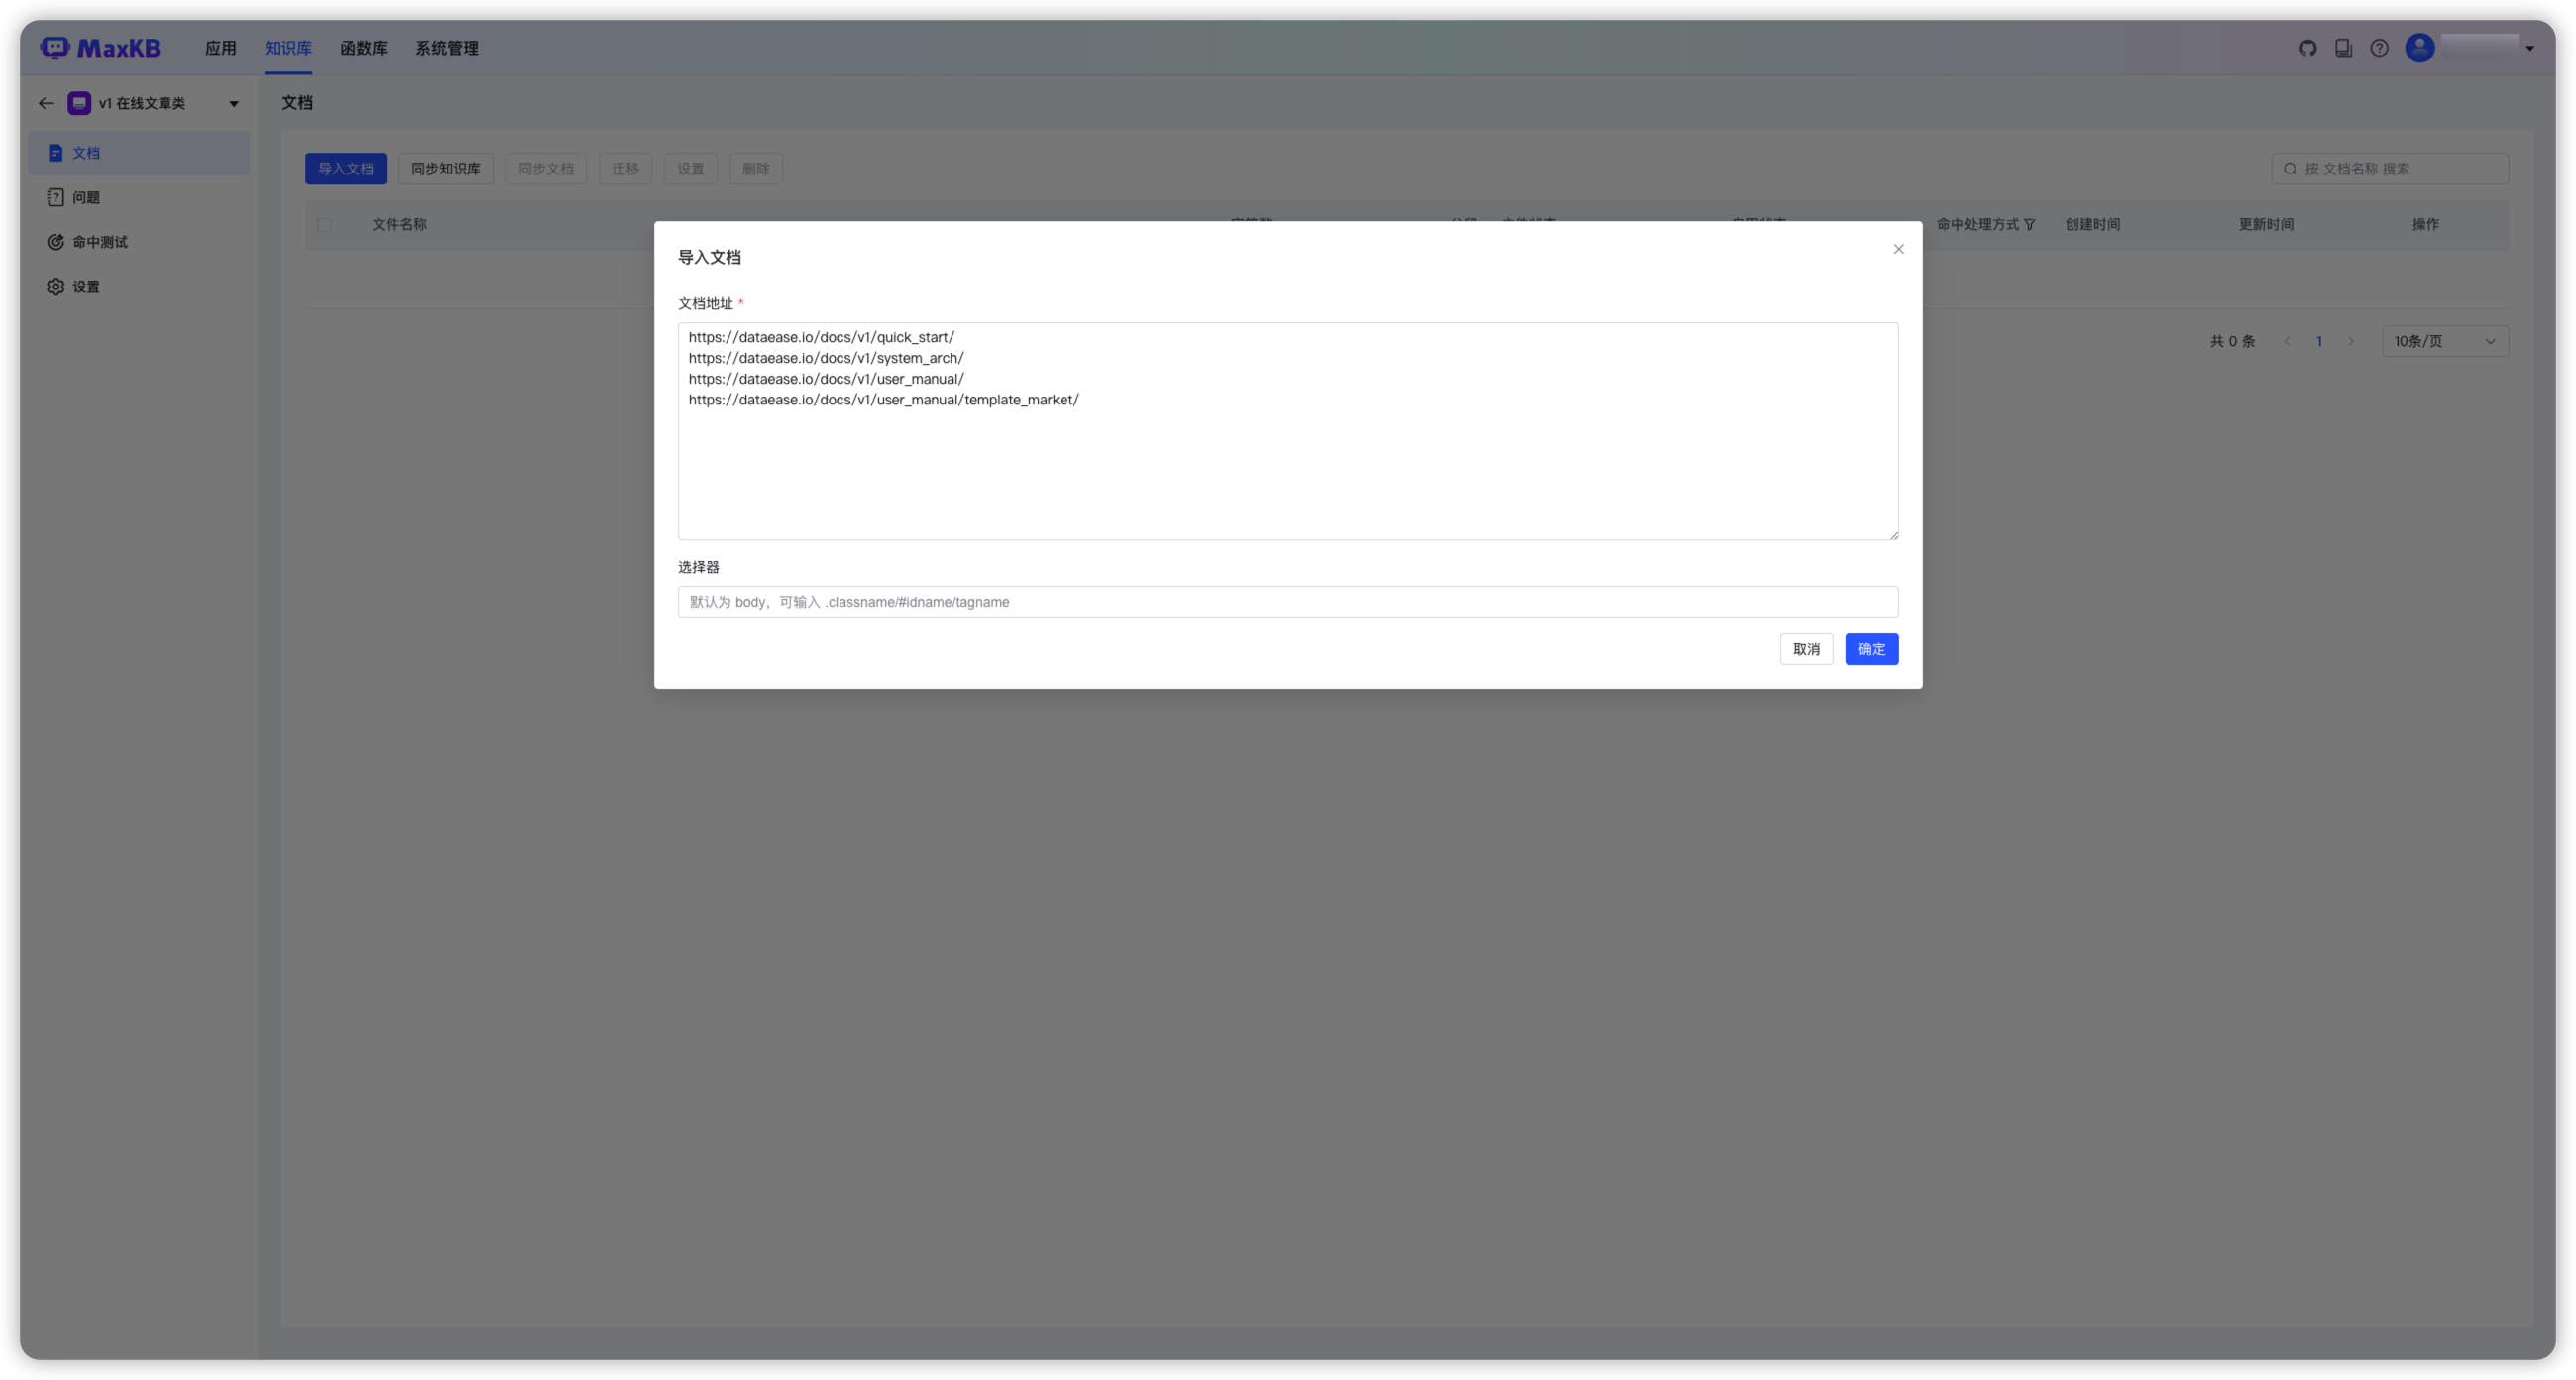 MaxKB 应用 知识库 函数库 系统管理
v1 在线文章类
文档
文档
问题
命中测试
设置
导入文档 同步知识库 同步文档 迁移 设置 删除 按 文档名称 搜索
文件名称 命中处理方式 创建时间 更新时间 操作
共 0 条 1 10条/页
导入文档
文档地址 *
https://dataease.io/docs/v1/quick_start/
https://dataease.io/docs/v1/system_arch/
https://dataease.io/docs/v1/user_manual/
https://dataease.io/docs/v1/user_manual/template_market/
选择器
默认为 body，可输入 .classname/#idname/tagname
取消 确定